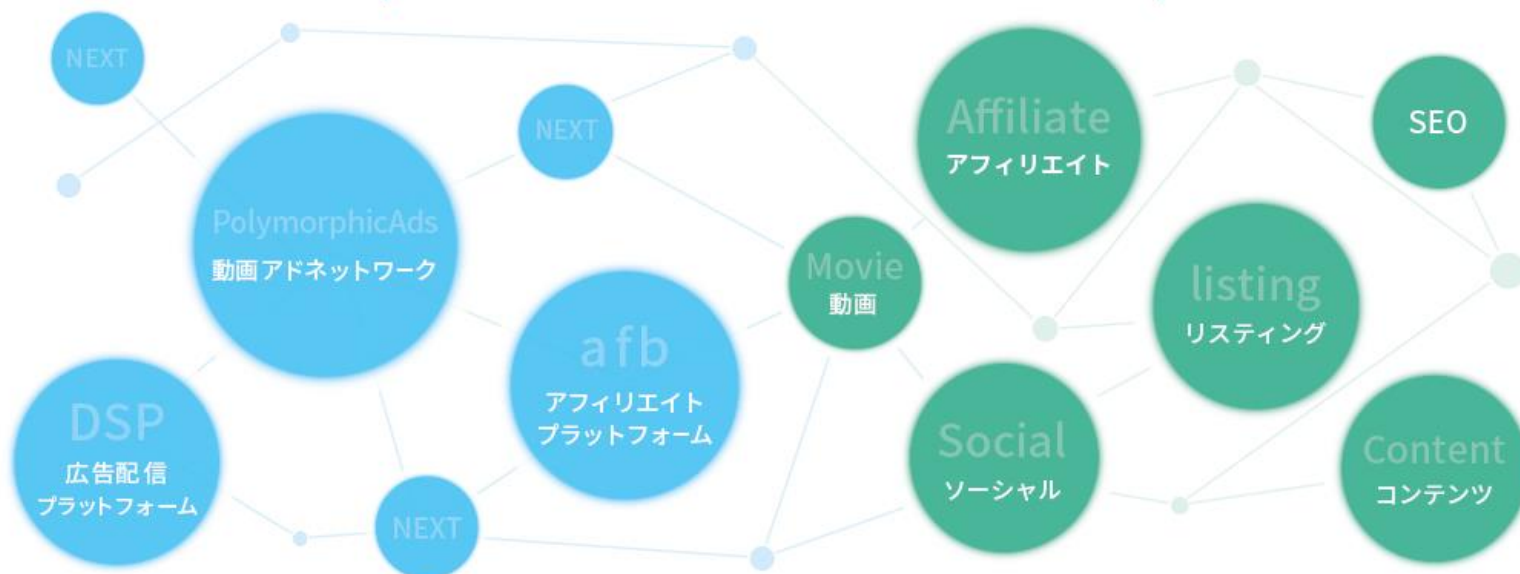 NEXT
PolymorphicAds
動画アドネットワーク
NEXT
afb
アフィリエイト
プラットフォーム
DSP
広告配信
プラットフォーム
NEXT
Movie
動画
Affiliate
アフィリエイト
SEO
listing
リスティング
Social
ソーシャル
Content
コンテンツ